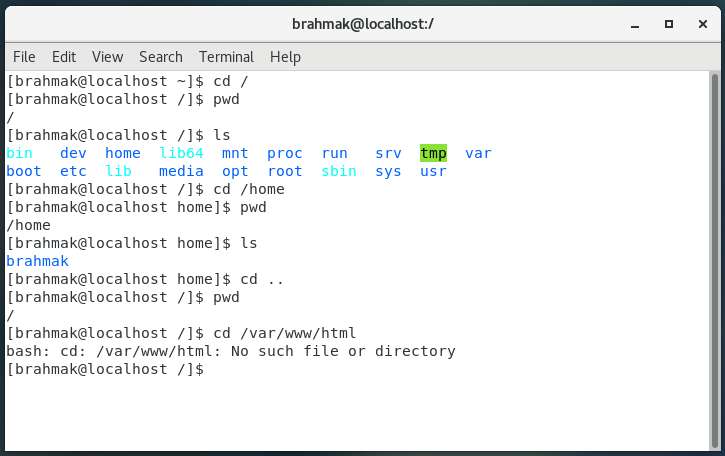 brahmak@localhost:/
File Edit View Search Terminal Help
[brahmak@localhost ~]$ cd /
[brahmak@localhost /]$ pwd
/
[brahmak@localhost /]$ ls
bin   dev  home  lib64  mnt  proc  run   srv  tmp  var
boot  etc  lib   media  opt  root  sbin  sys  usr
[brahmak@localhost /]$ cd /home
[brahmak@localhost home]$ pwd
/home
[brahmak@localhost home]$ ls
brahmak
[brahmak@localhost home]$ cd ..
[brahmak@localhost /]$ pwd
/
[brahmak@localhost /]$ cd /var/www/html
bash: cd: /var/www/html: No such file or directory
[brahmak@localhost /]$